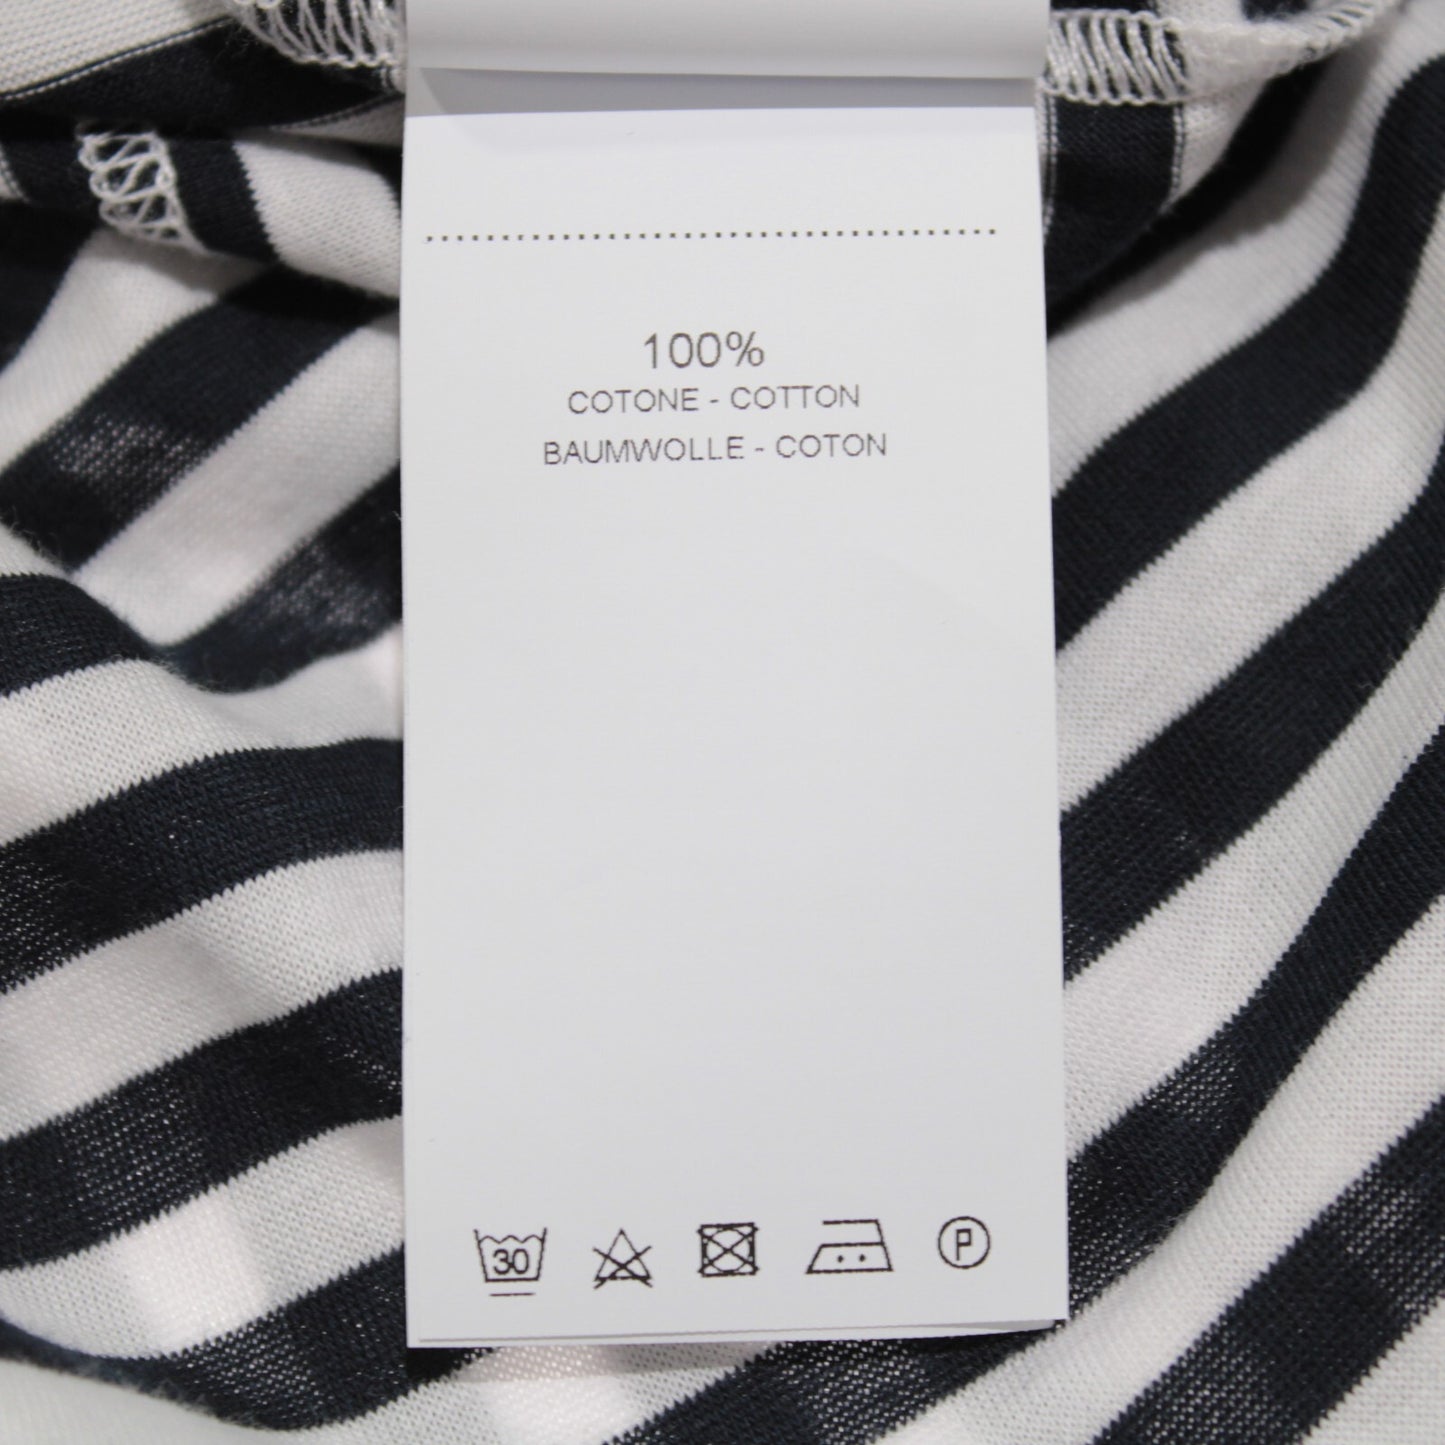 100%
COTONE - COTTON
BAUMWOLLE - COTON
30 P